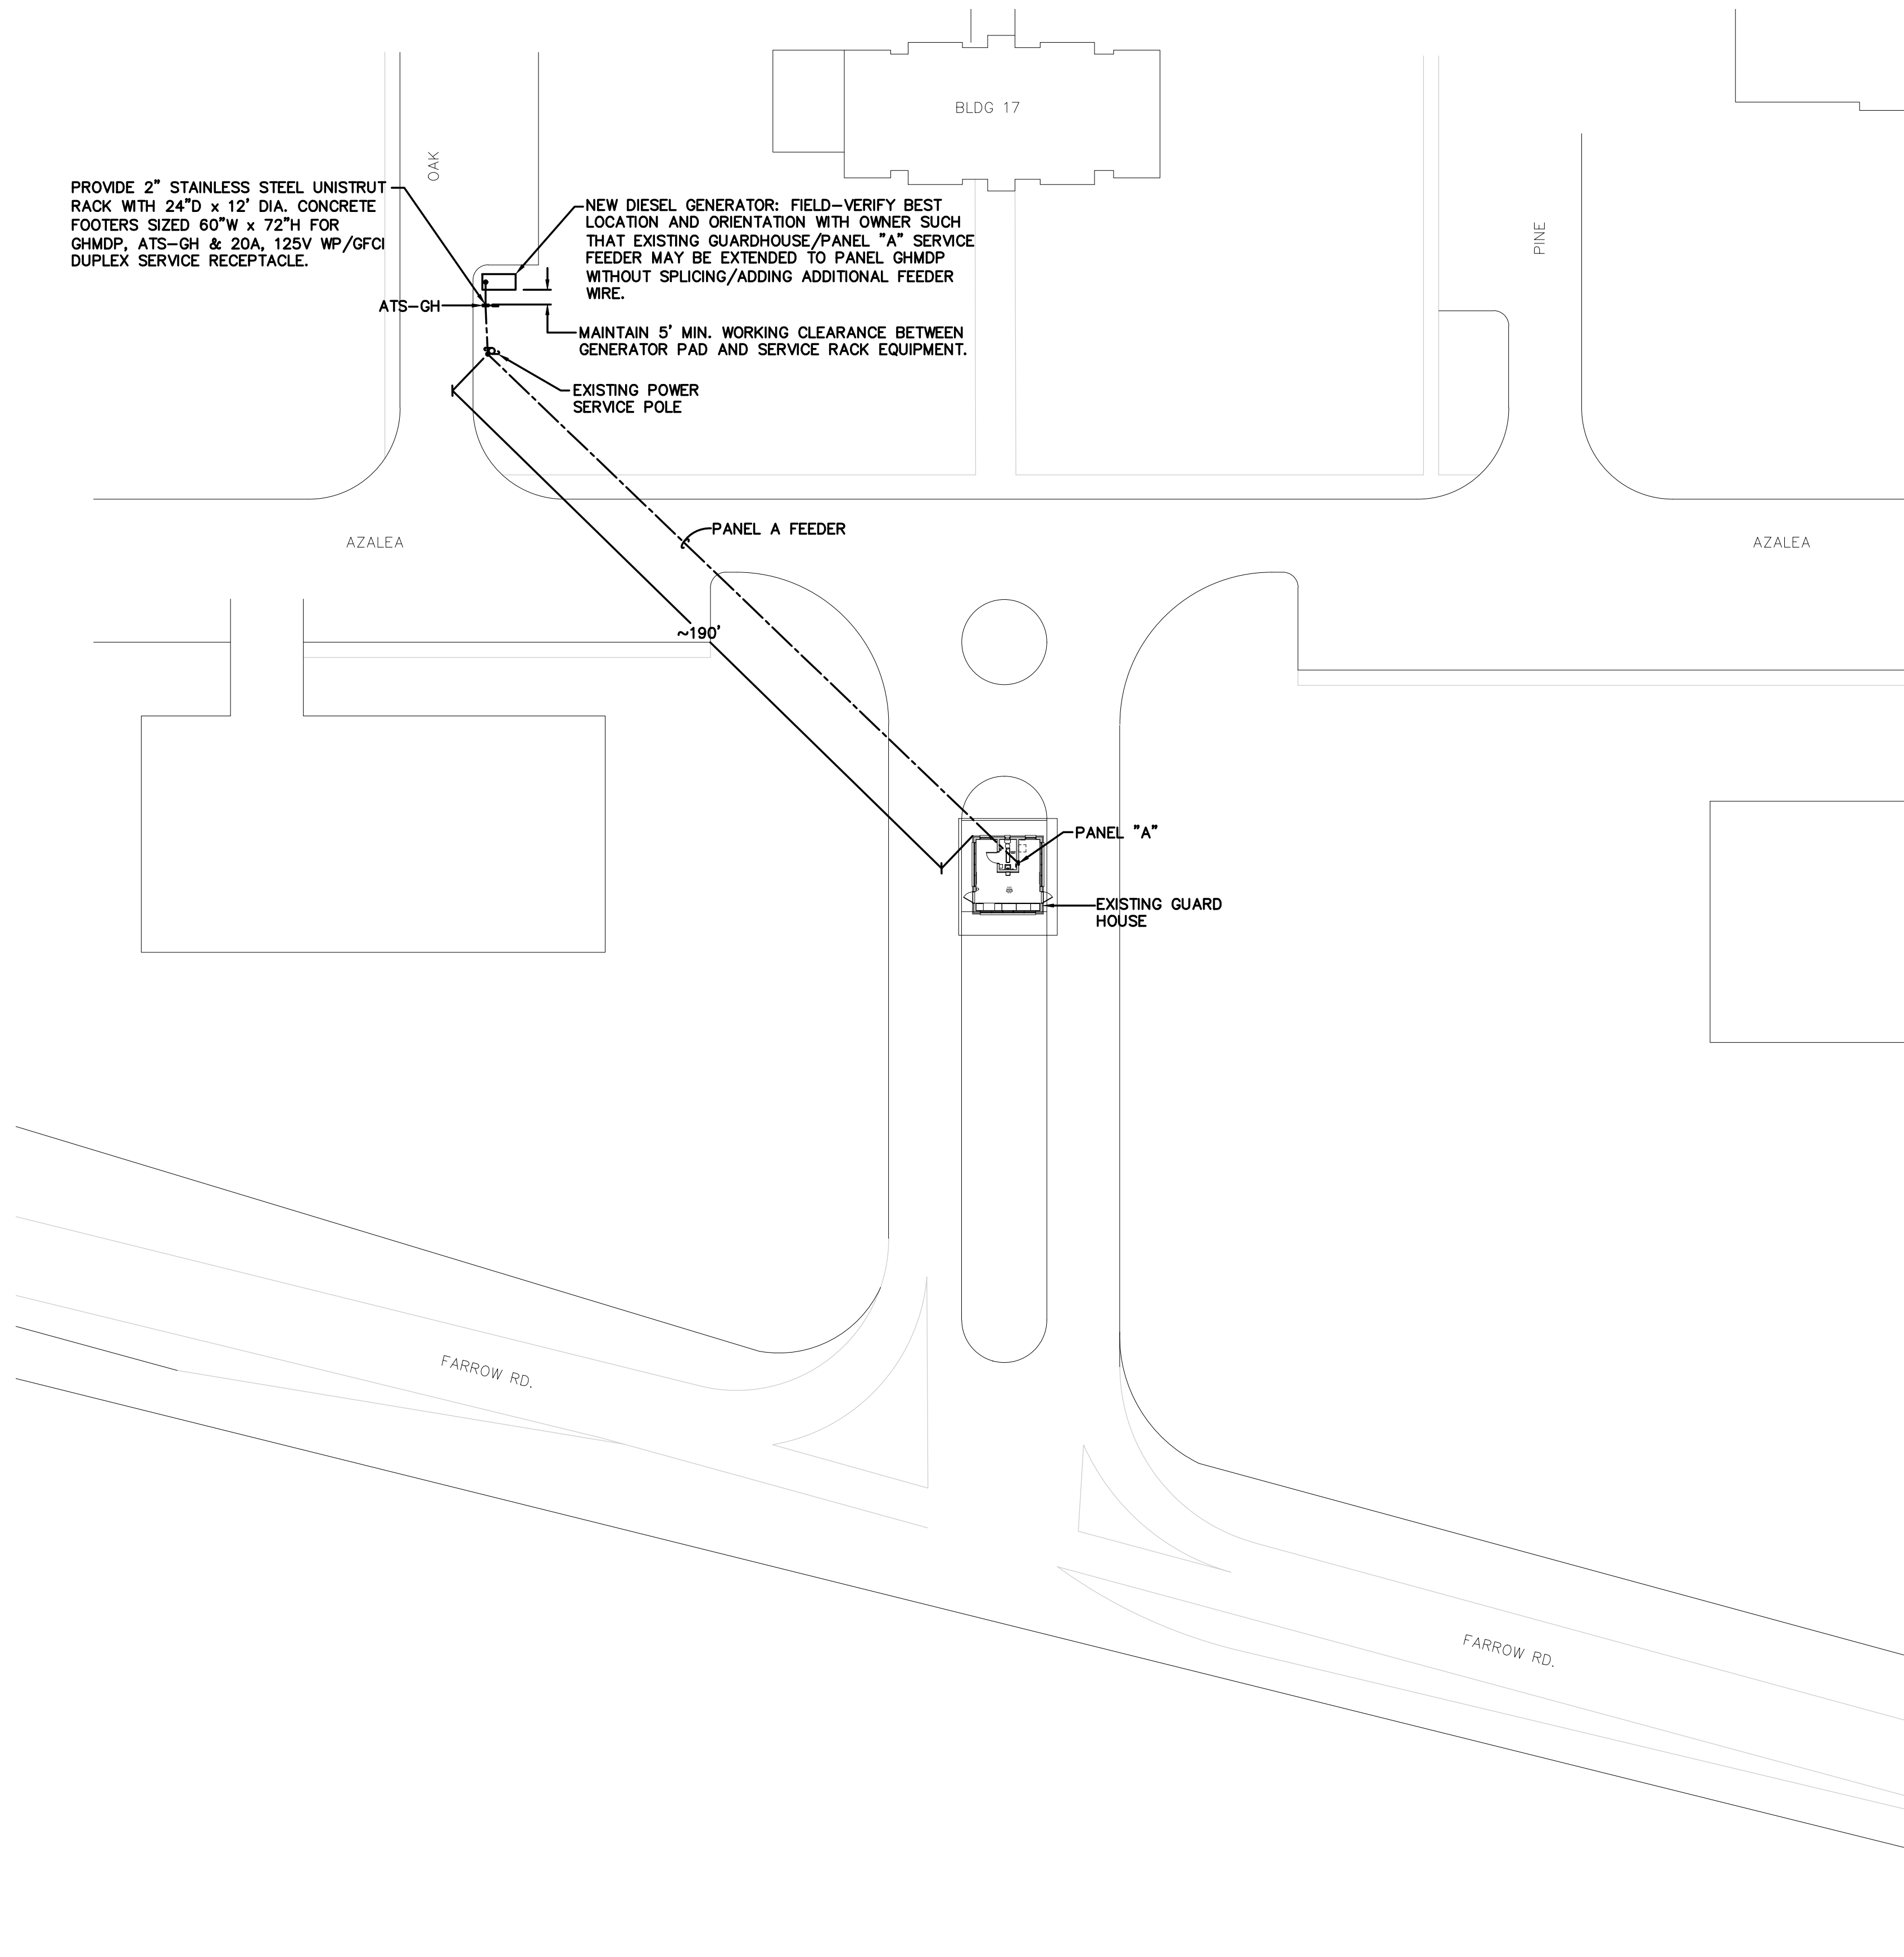 BLDG 17
OAK
PINE
PROVIDE 2" STAINLESS STEEL UNISTRUT
RACK WITH 24"D x 12' DIA. CONCRETE
FOOTERS SIZED 60"W x 72"H FOR
GHMDP, ATS-GH & 20A, 125V WP/GFCI
DUPLEX SERVICE RECEPTACLE.
NEW DIESEL GENERATOR: FIELD-VERIFY BEST
LOCATION AND ORIENTATION WITH OWNER SUCH
THAT EXISTING GUARDHOUSE/PANEL "A" SERVICE
FEEDER MAY BE EXTENDED TO PANEL GHMDP
WITHOUT SPLICING/ADDING ADDITIONAL FEEDER
WIRE.
ATS-GH
MAINTAIN 5' MIN. WORKING CLEARANCE BETWEEN
GENERATOR PAD AND SERVICE RACK EQUIPMENT.
EXISTING POWER
SERVICE POLE
PANEL A FEEDER
AZALEA
AZALEA
~190'
PANEL "A"
EXISTING GUARD
HOUSE
FARROW RD.
FARROW RD.